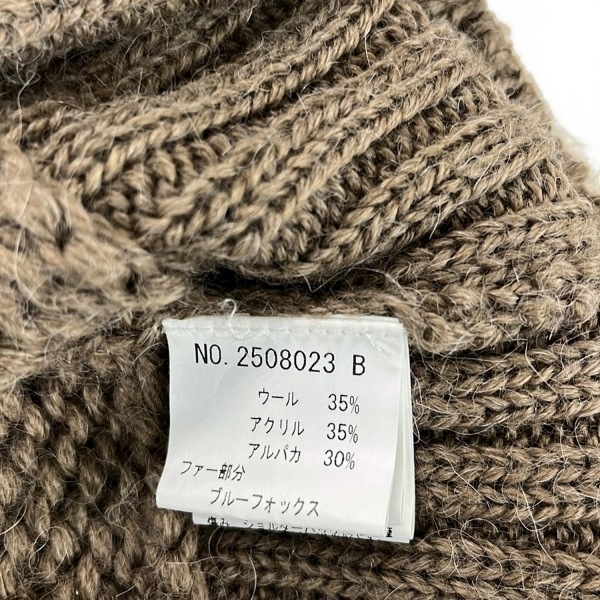 NO. 2508023 B
ウール 35%
アクリル 35%
アルパカ 30%
ファー部分
ブルーフォックス